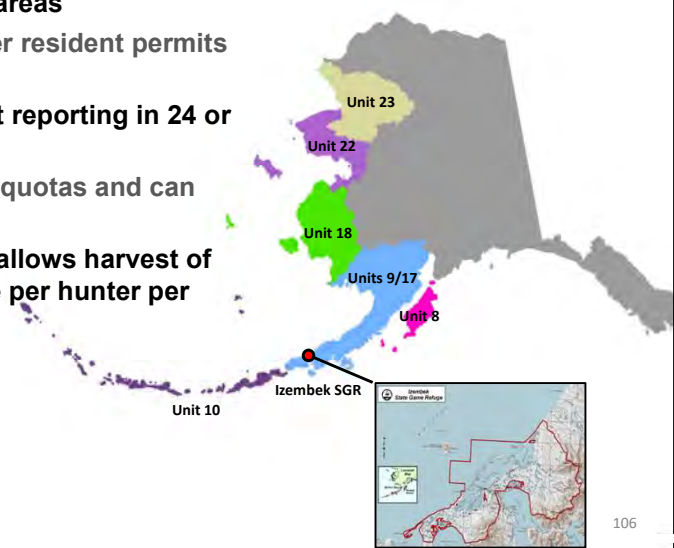 areas
er resident permits
t reporting in 24 or
quotas and can
allows harvest of
per hunter per
Unit 23
Unit 22
Unit 18
Units 9/17
Unit 8
Izembek SGR
Unit 10
Izembek
State Game Refuge
106